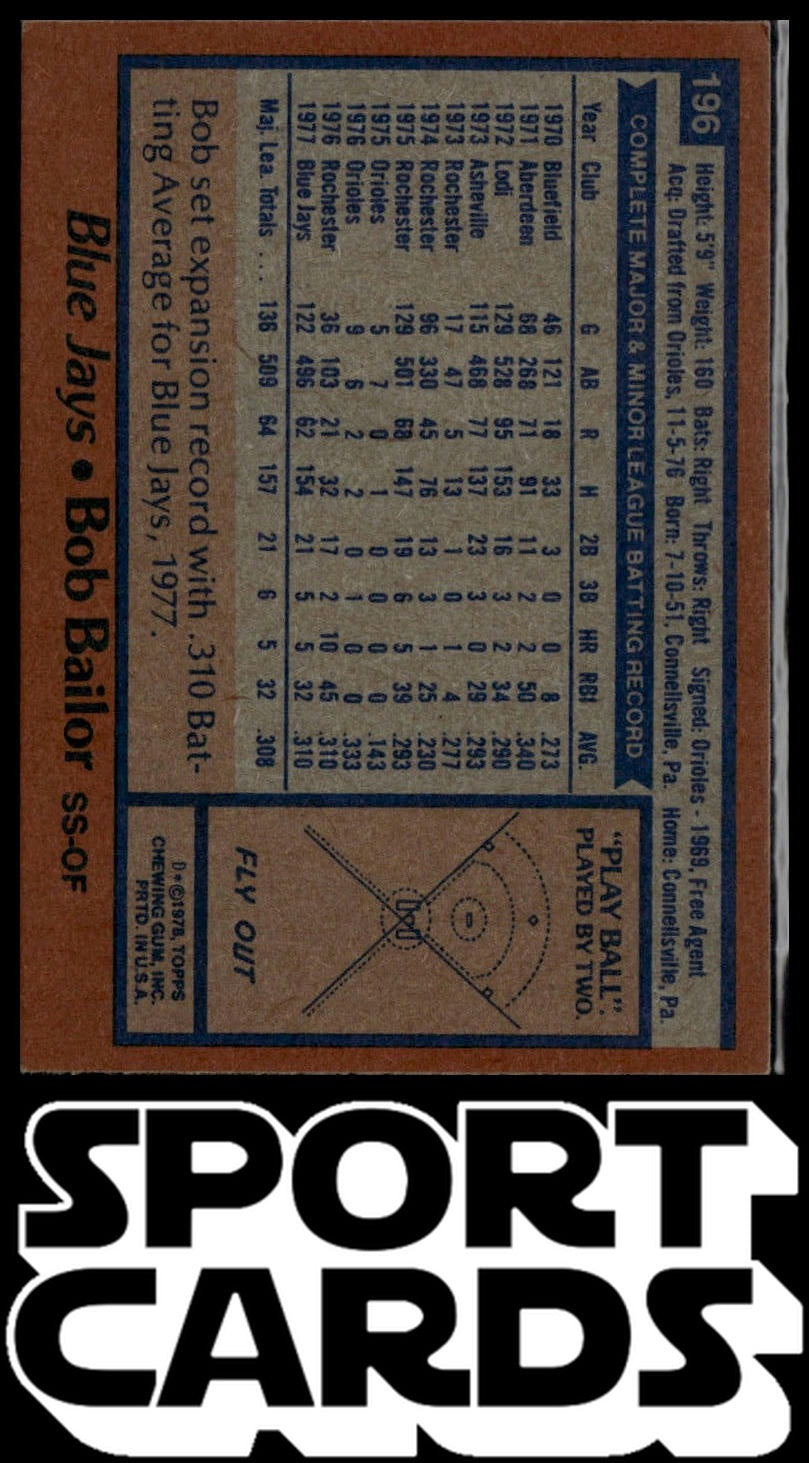 196
Height: 5'9" Weight: 160 Bats: Right Throws: Right Signed: Orioles - 1969, Free Agent
Acq: Drafted from Orioles, 11-5-76 Born: 7-10-51, Connellsville, Pa. Home: Connellsville, Pa.
COMPLETE MAJOR & MINOR LEAGUE BATTING RECORD
Year Club G AB R H 2B 3B HR RBI AVG.
1970 Bluefield 46 121 18 33 3 0 0 8 .273
1971 Aberdeen 68 268 71 91 11 2 2 50 .340
1972 Lodi 129 528 95 153 16 3 2 34 .290
1973 Asheville 115 468 77 137 23 3 0 29 .293
1973 Rochester 17 47 5 13 1 0 1 4 .277
1974 Rochester 96 330 45 76 13 3 1 25 .230
1975 Rochester 129 501 68 147 19 6 5 39 .293
1975 Orioles 5 7 0 1 0 0 0 0 .143
1976 Orioles 9 6 2 2 0 1 0 0 .333
1976 Rochester 36 103 21 32 17 2 10 45 .310
1977 Blue Jays 122 496 62 154 21 5 5 32 .310
Maj. Lea. Totals ... 136 509 64 157 21 6 5 32 .308
Bob set expansion record with .310 Bat-
ting Average for Blue Jays, 1977.
"PLAY BALL".
PLAYED BY TWO.
FLY OUT
D*©1978, TOPPS
CHEWING GUM, INC.
PRTD. IN U.S.A.
Blue Jays • Bob Bailor SS-OF
SPORT
CARDS